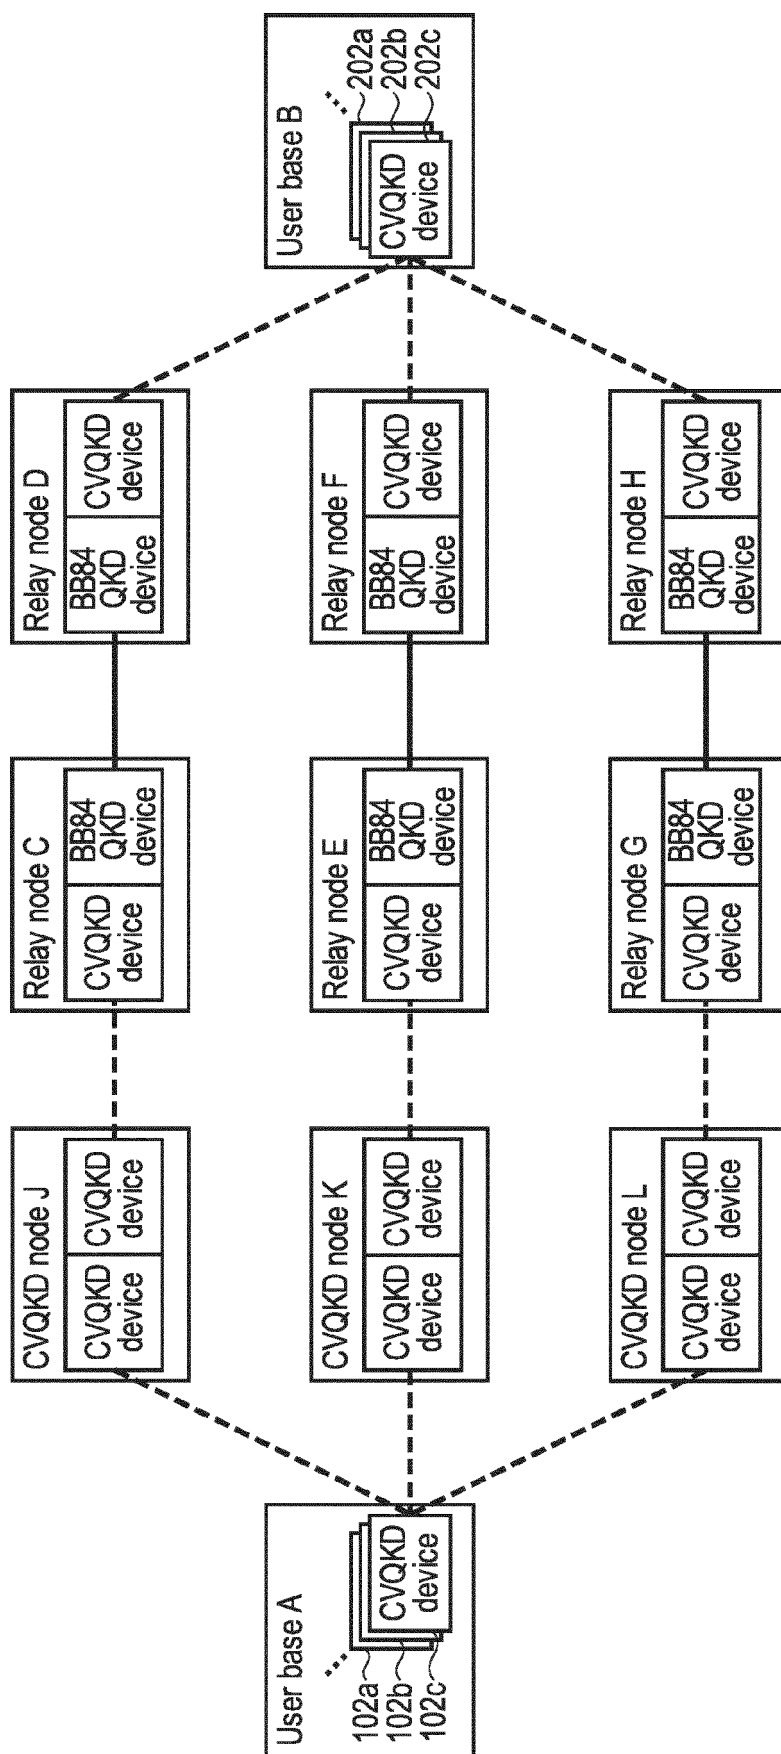 User base A
CVQKD
device
102a
102b
102c
CVQKD node J
CVQKD
device
CVQKD
device
CVQKD node K
CVQKD
device
CVQKD
device
CVQKD node L
CVQKD
device
CVQKD
device
Relay node C
CVQKD
device
BB84
QKD
device
Relay node E
CVQKD
device
BB84
QKD
device
Relay node G
CVQKD
device
BB84
QKD
device
Relay node D
BB84
QKD
device
CVQKD
device
Relay node F
BB84
QKD
device
CVQKD
device
Relay node H
BB84
QKD
device
CVQKD
device
User base B
CVQKD
device
202a
202b
202c